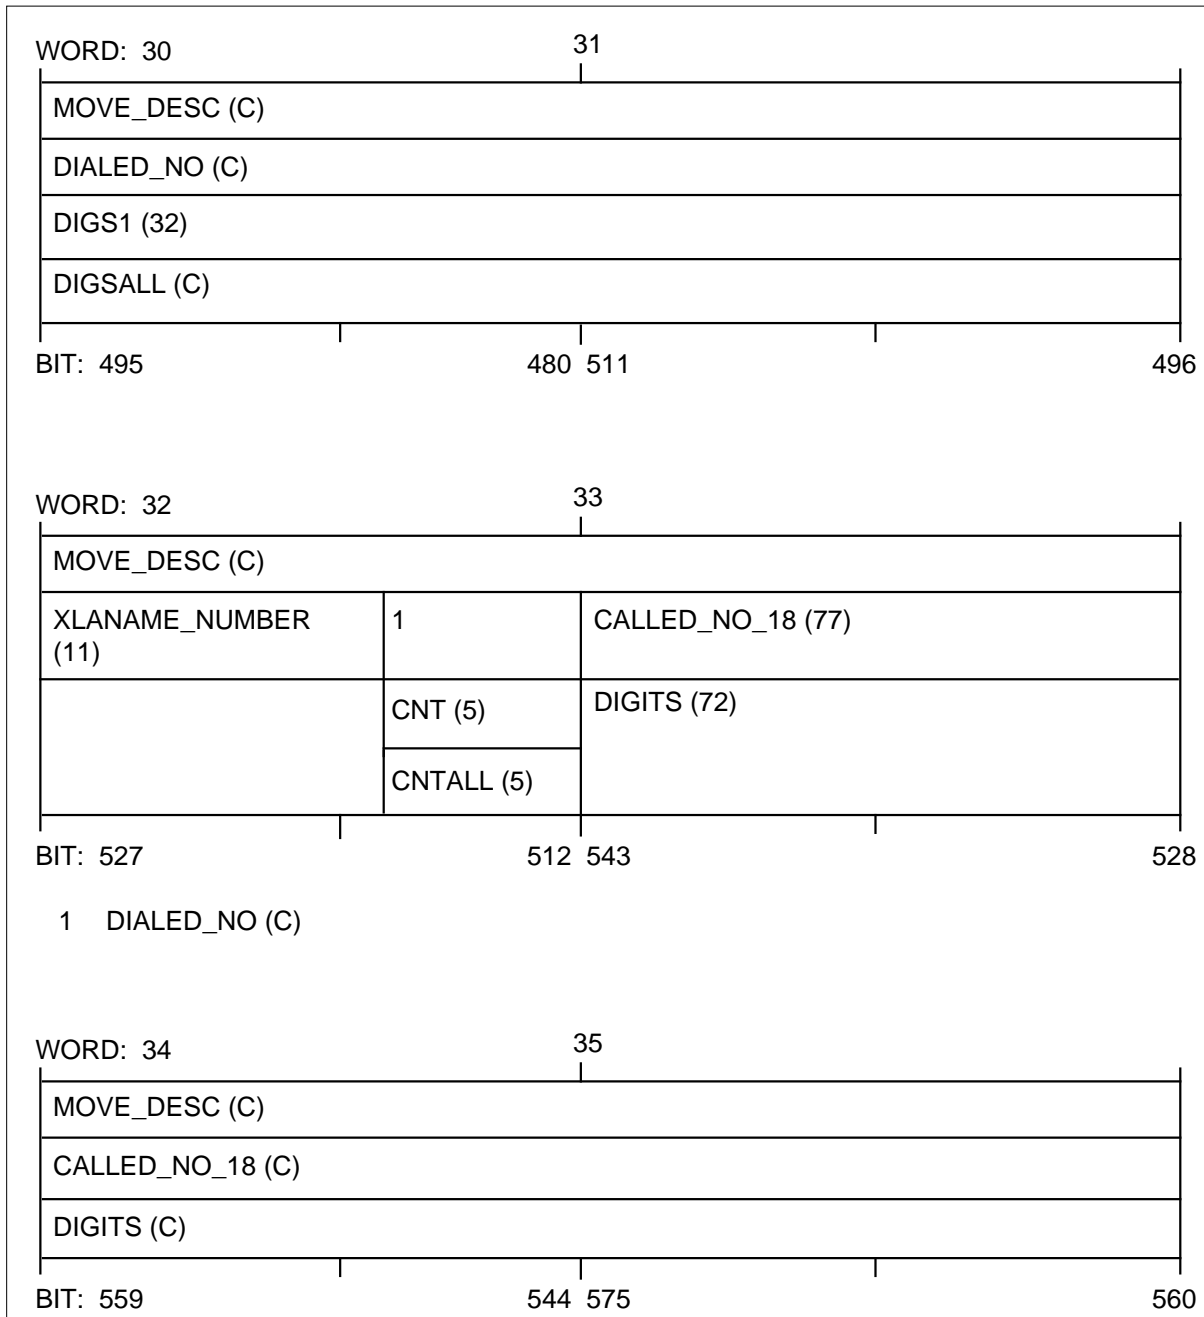 WORD: 30 31
MOVE_DESC (C)
DIALED_NO (C)
DIGS1 (32)
DIGSALL (C)
BIT: 495 480 511 496
WORD: 32 33
MOVE_DESC (C)
XLANAME_NUMBER 1 CALLED_NO_18 (77)
(11)
CNT (5) DIGITS (72)
CNTALL (5)
BIT: 527 512 543 528
1 DIALED_NO (C)
WORD: 34 35
MOVE_DESC (C)
CALLED_NO_18 (C)
DIGITS (C)
BIT: 559 544 575 560